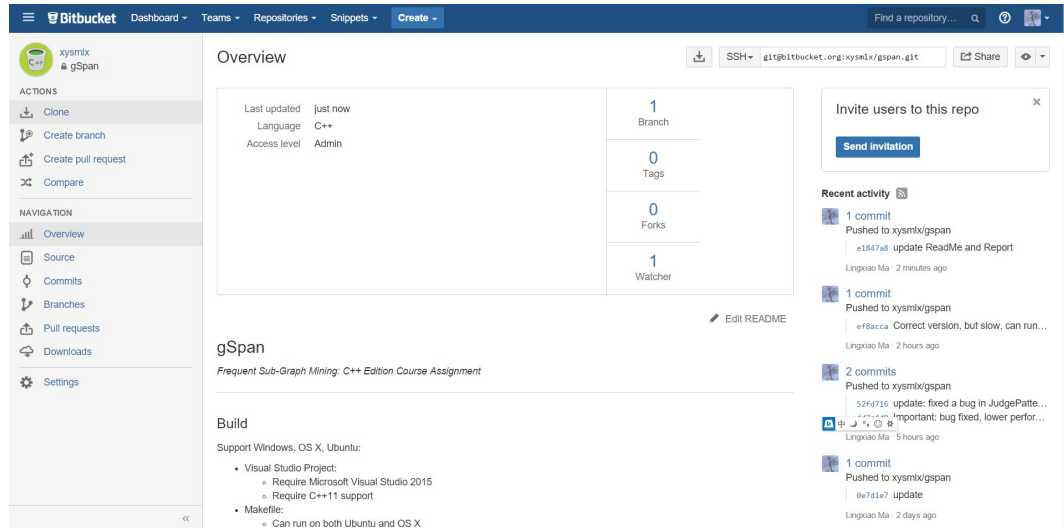 Bitbucket Dashboard Teams Repositories Snippets Create Find a repository...
xysmlx
gSpan
ACTIONS
Clone
Create branch
Create pull request
Compare
NAVIGATION
Overview
Source
Commits
Branches
Pull requests
Downloads
Settings
Overview
SSH git@bitbucket.org:xysmlx/gspan.git Share
Last updated just now
Language C++
Access level Admin
1
Branch
0
Tags
0
Forks
1
Watcher
Edit README
gSpan
Frequent Sub-Graph Mining: C++ Edition Course Assignment
Build
Support Windows, OS X, Ubuntu:
• Visual Studio Project:
◦ Require Microsoft Visual Studio 2015
◦ Require C++11 support
• Makefile:
◦ Can run on both Ubuntu and OS X
Invite users to this repo
Send invitation
Recent activity
1 commit
Pushed to xysmlx/gspan
e1847a8 update ReadMe and Report
Lingxiao Ma · 2 minutes ago
1 commit
Pushed to xysmlx/gspan
ef8acca Correct version, but slow, can run...
Lingxiao Ma · 2 hours ago
2 commits
Pushed to xysmlx/gspan
52fd716 update: fixed a bug in JudgePatte...
Important: bug fixed, lower perfor...
中
Lingxiao Ma · 5 hours ago
1 commit
Pushed to xysmlx/gspan
0e7d1e7 update
Lingxiao Ma · 2 days ago